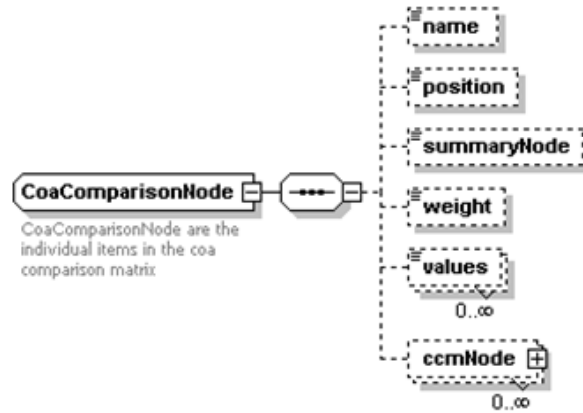 name
position
summaryNode
CoaComparisonNode
weight
CoaComparisonNode are the
individual items in the coa
comparison matrix
values
0..∞
ccmNode
0..∞